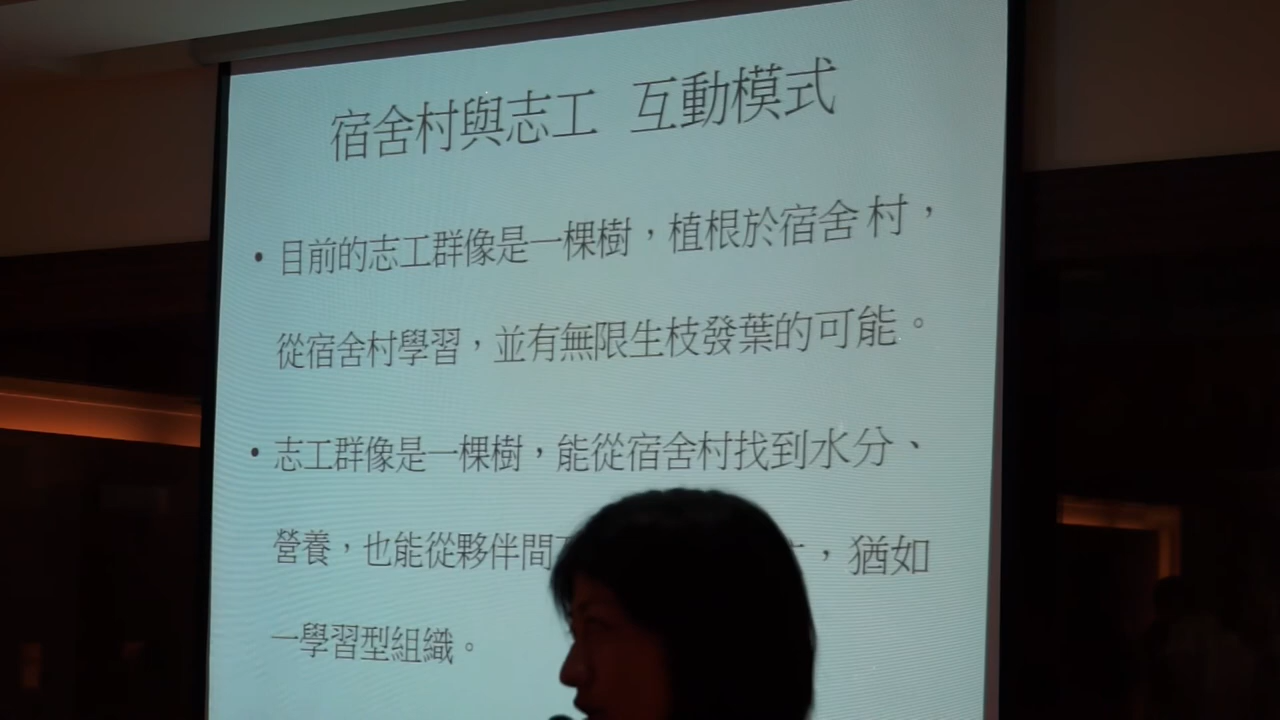 宿舍村與志工 互動模式
• 目前的志工群像是一棵樹，植根於宿舍村，
從宿舍村學習，並有無限生枝發葉的可能。
• 志工群像是一棵樹，能從宿舍村找到水分、
營養，也能從夥伴間 ，猶如
一學習型組織。